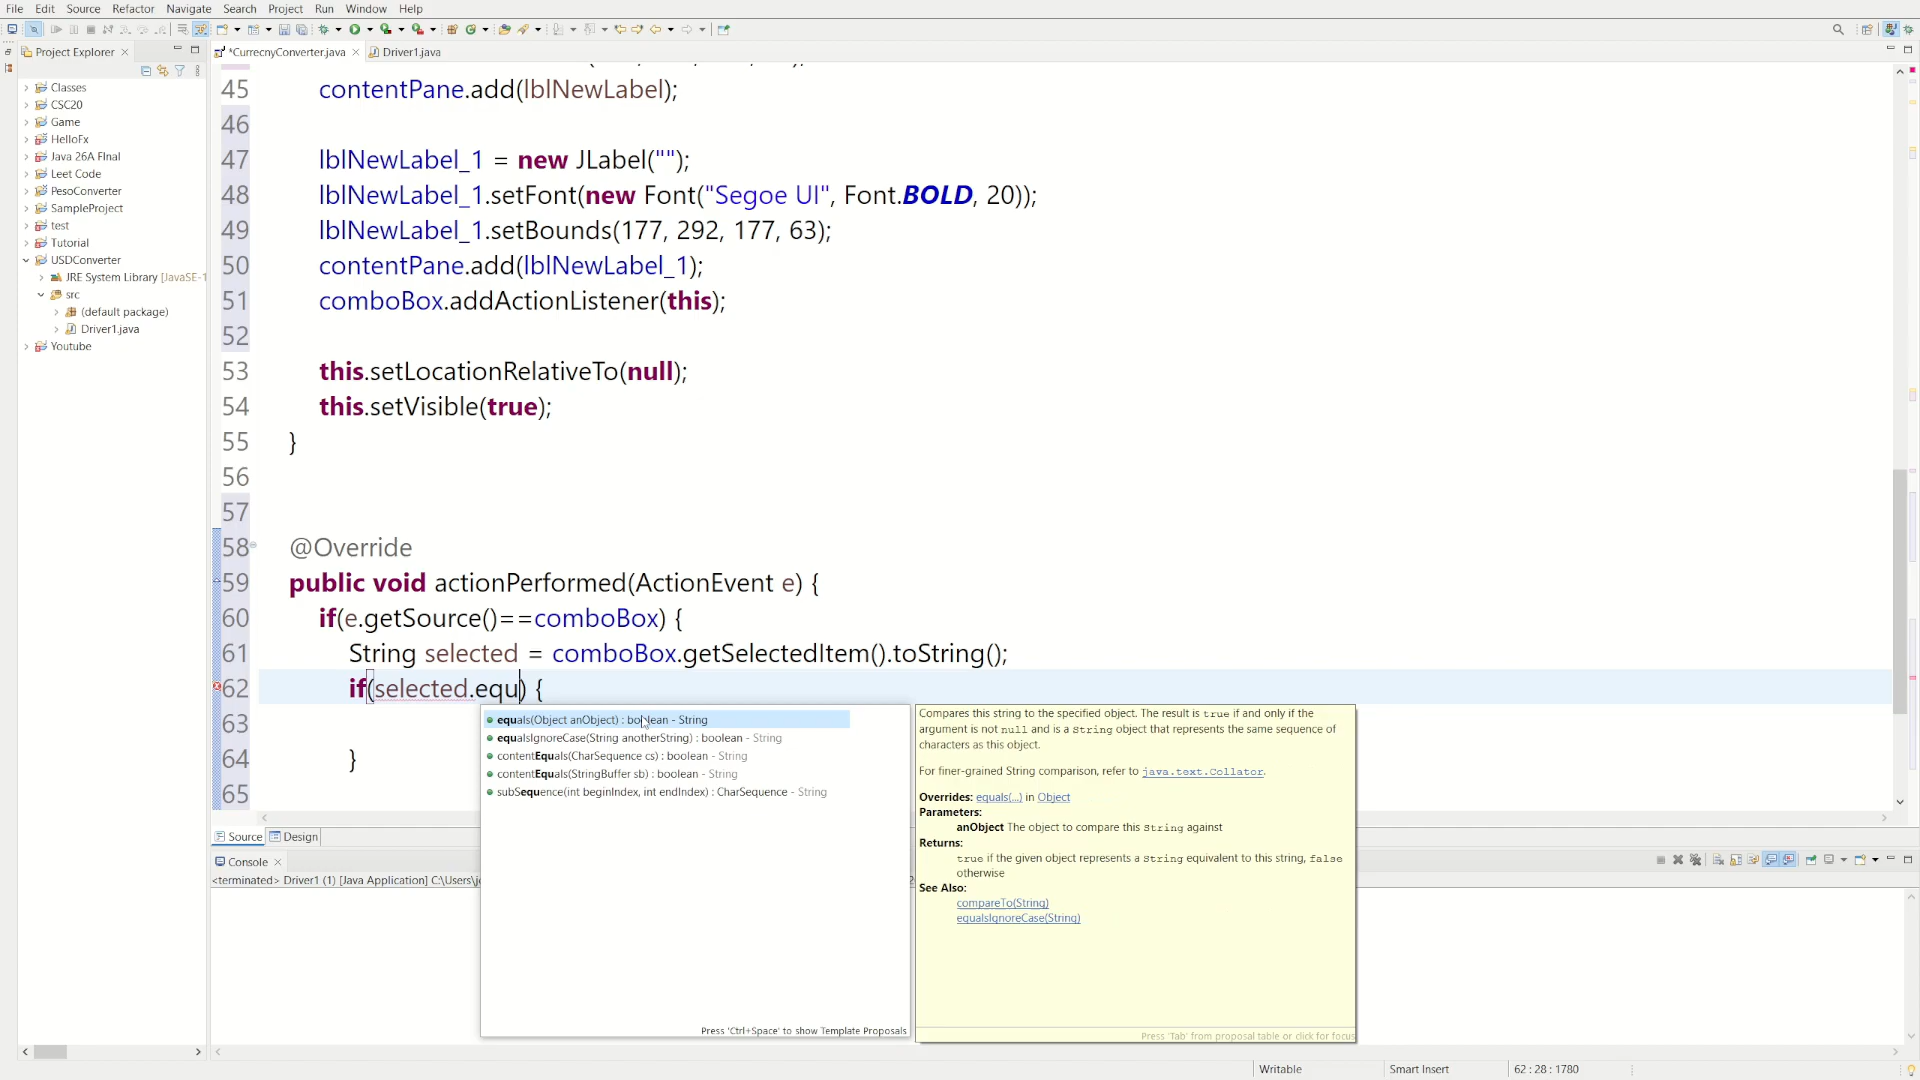 File Edit Source Refactor Navigate Search Project Run Window Help
Project Explorer
*CurrecnyConverter.java Driver1.java
Classes
CSC20
Game
HelloFx
Java 26A FInal
Leet Code
PesoConverter
SampleProject
test
Tutorial
USDConverter
JRE System Library [JavaSE-1
src
(default package)
Driver1.java
Youtube
45 contentPane.add(lblNewLabel);
46
47 lblNewLabel_1 = new JLabel("");
48 lblNewLabel_1.setFont(new Font("Segoe UI", Font.BOLD, 20));
49 lblNewLabel_1.setBounds(177, 292, 177, 63);
50 contentPane.add(lblNewLabel_1);
51 comboBox.addActionListener(this);
52
53 this.setLocationRelativeTo(null);
54 this.setVisible(true);
55 }
56
57
58 @Override
59 public void actionPerformed(ActionEvent e) {
60 if(e.getSource()==comboBox) {
61 String selected = comboBox.getSelectedItem().toString();
62 if(selected.equ) {
63
64 }
65
equals(Object anObject) : boolean - String
equalsIgnoreCase(String anotherString) : boolean - String
contentEquals(CharSequence cs) : boolean - String
contentEquals(StringBuffer sb) : boolean - String
subSequence(int beginIndex, int endIndex) : CharSequence - String
Press 'Ctrl+Space' to show Template Proposals
Compares this string to the specified object. The result is true if and only if the
argument is not null and is a String object that represents the same sequence of
characters as this object.
For finer-grained String comparison, refer to java.text.Collator.
Overrides: equals(...) in Object
Parameters:
anObject The object to compare this String against
Returns:
true if the given object represents a String equivalent to this string, false
otherwise
See Also:
compareTo(String)
equalsIgnoreCase(String)
Press 'Tab' from proposal table or click for focus
Source Design
Console
<terminated> Driver1 (1) [Java Application] C:\Users\j
Writable Smart Insert 62 : 28 : 1780